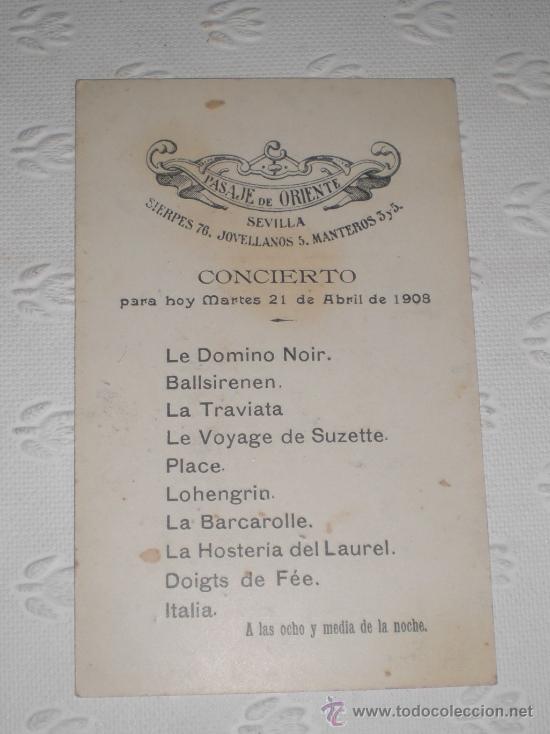 PASAJE DE ORIENTE
SEVILLA
SIERPES 76. JOVELLANOS 5. MANTEROS 3 y 5.
CONCIERTO
para hoy Martes 21 de Abril de 1908
Le Domino Noir.
Ballsirenen.
La Traviata
Le Voyage de Suzette.
Place.
Lohengrin.
La Barcarolle.
La Hosteria del Laurel.
Doigts de Fée.
Italia.
A las ocho y media de la noche.
www.todocoleccion.net